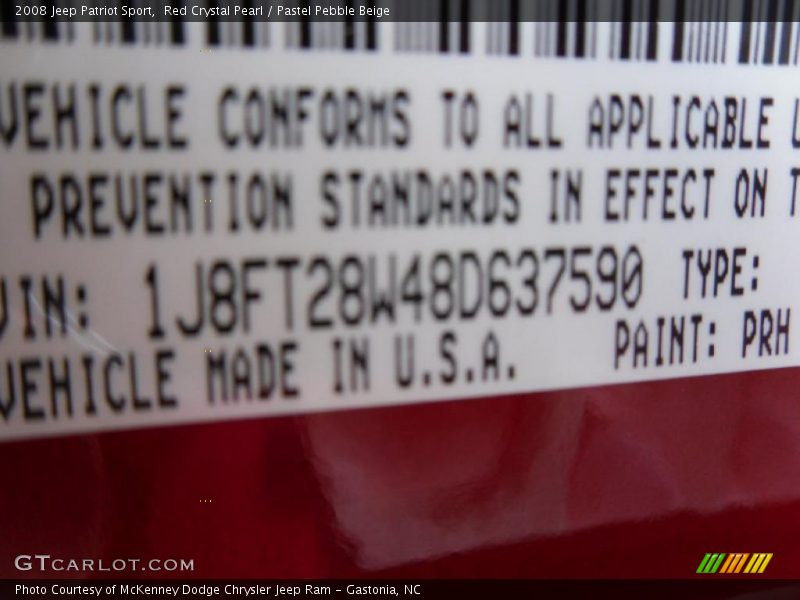 2008 Jeep Patriot Sport,  Red Crystal Pearl / Pastel Pebble Beige
VEHICLE CONFORMS TO ALL APPLICABLE U
PREVENTION STANDARDS IN EFFECT ON T
VIN: 1J8FT28W48D637590 TYPE:
VEHICLE MADE IN U.S.A. PAINT: PRH
GTCARLOT.COM
Photo Courtesy of McKenney Dodge Chrysler Jeep Ram - Gastonia, NC